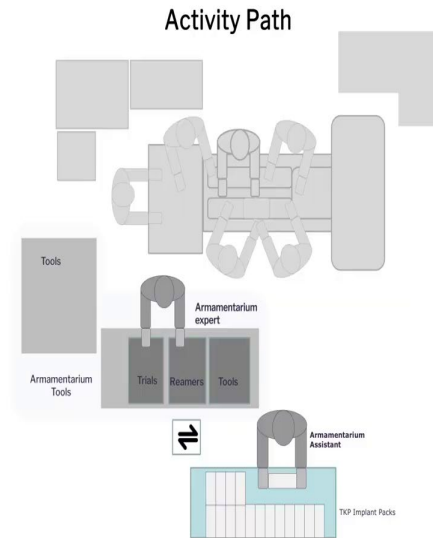 Activity Path
Tools
Armamentarium
expert
Armamentarium
Tools
Trials
Reamers
Tools
Armamentarium
Assistant
TKP Implant Packs